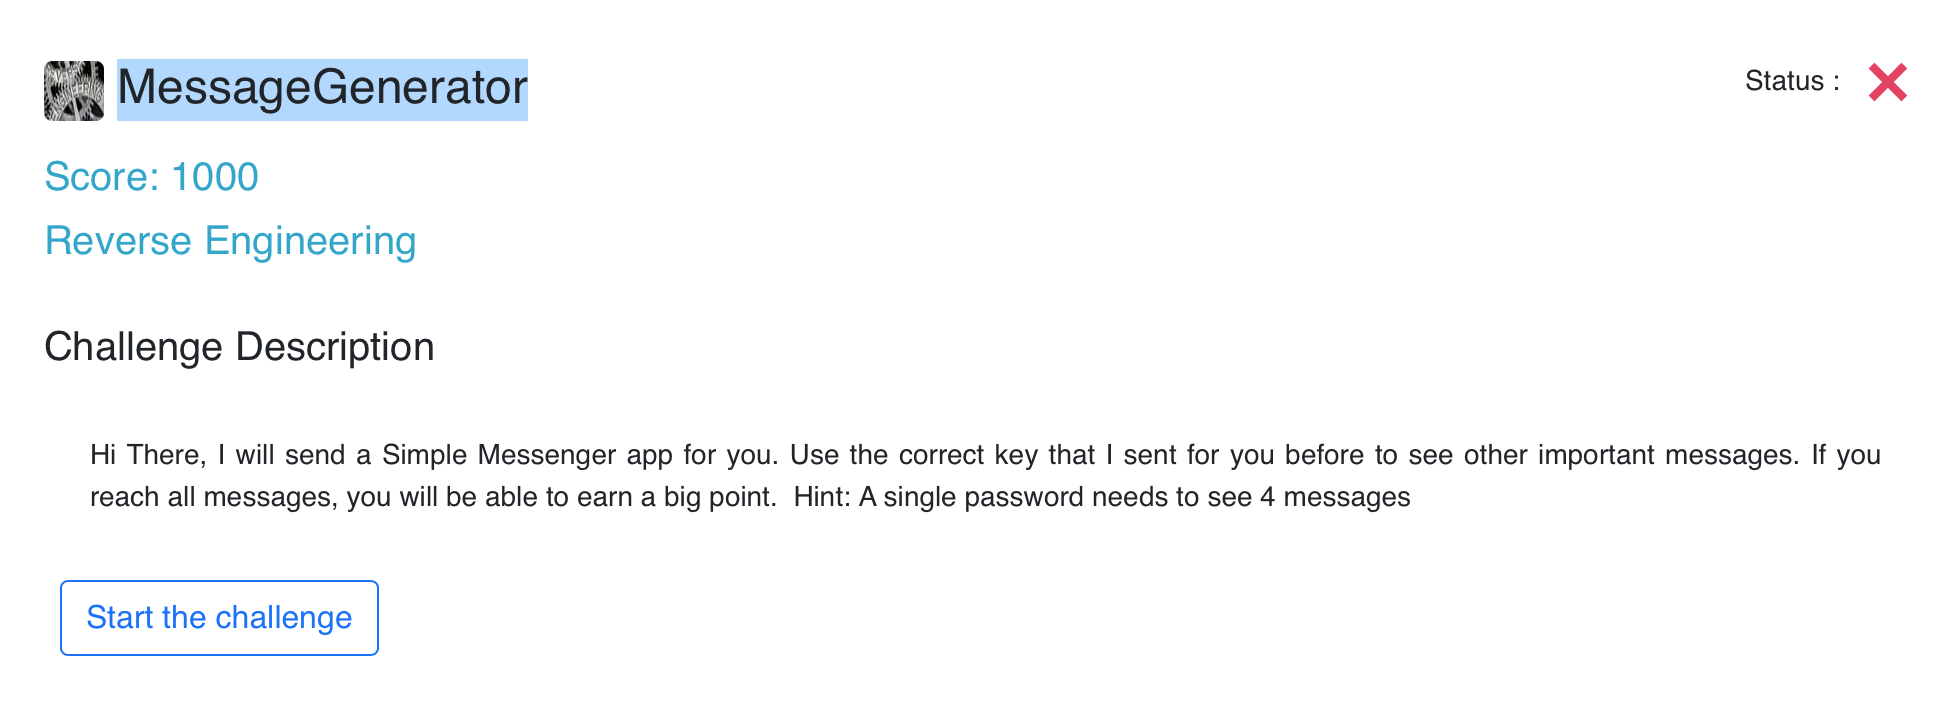 MessageGenerator
Status :
Score: 1000
Reverse Engineering
Challenge Description
Hi There, I will send a Simple Messenger app for you. Use the correct key that I sent for you before to see other important messages. If you
reach all messages, you will be able to earn a big point.  Hint: A single password needs to see 4 messages
Start the challenge